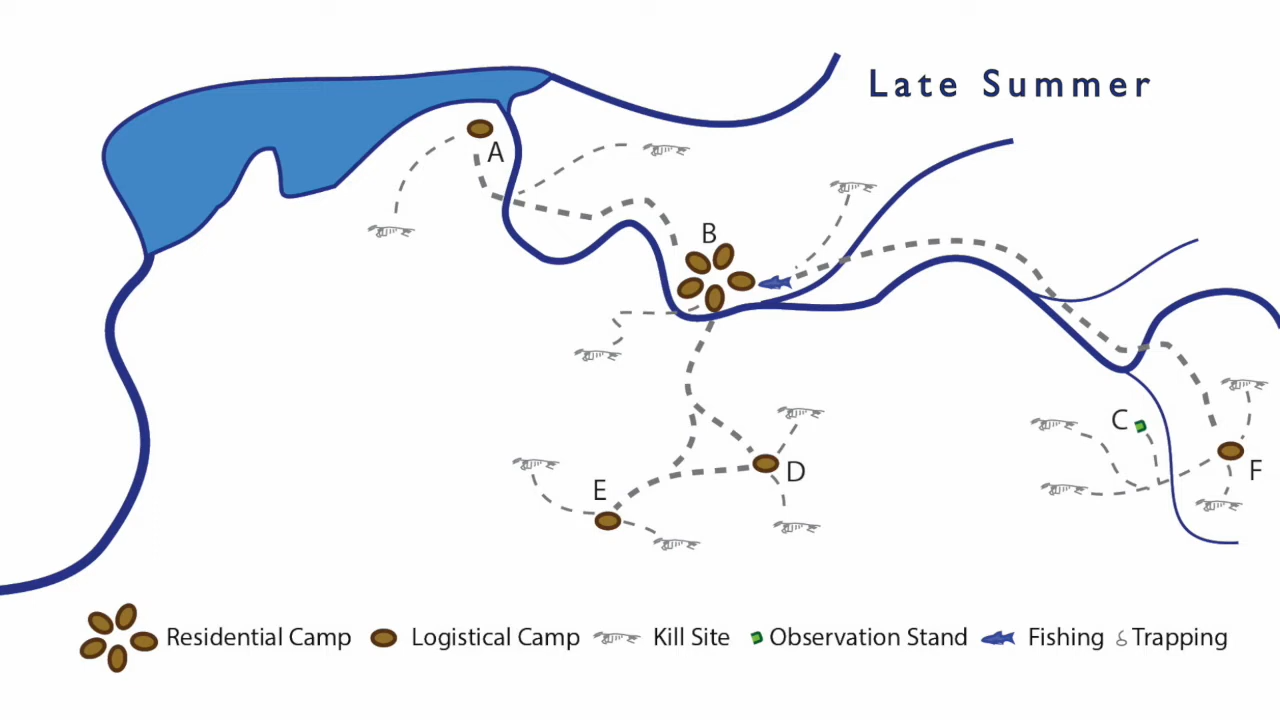 Late Summer
A
B
C
D
E
F
Residential Camp Logistical Camp Kill Site Observation Stand Fishing Trapping